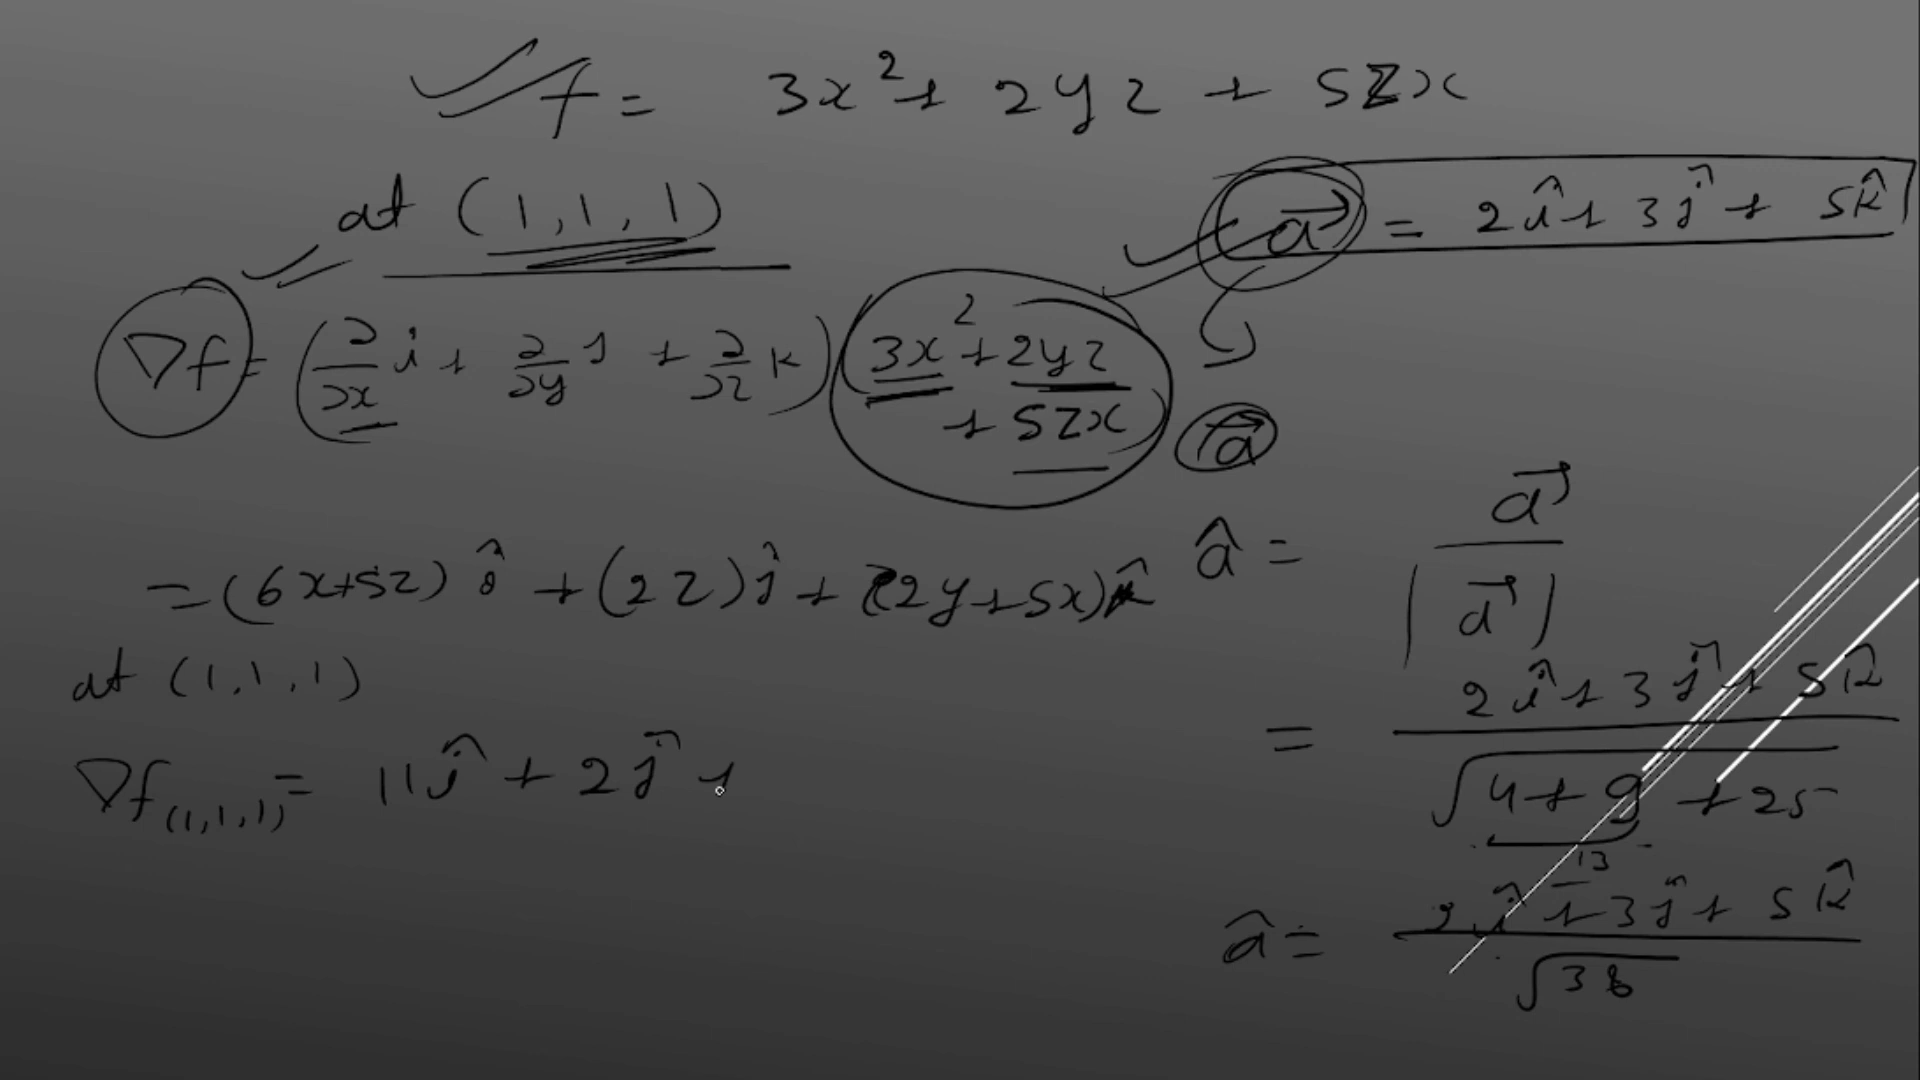 f = 3x² + 2yz + 5zx
at (1,1,1)
a⃗ = 2î + 3ĵ + 5k̂
∇f = (∂/∂x i + ∂/∂y j + ∂/∂z k) (3x² + 2yz
+ 5zx)
a⃗
= (6x+5z) î + (2z) ĵ + (2y+5x) k̂
at (1,1,1)
∇f(1,1,1) = 11î + 2ĵ +
â = a⃗ / |a⃗|
= 2î + 3ĵ + 5k̂ / √4 + 9 + 25
13
â = 2î + 3ĵ + 5k̂ / √38